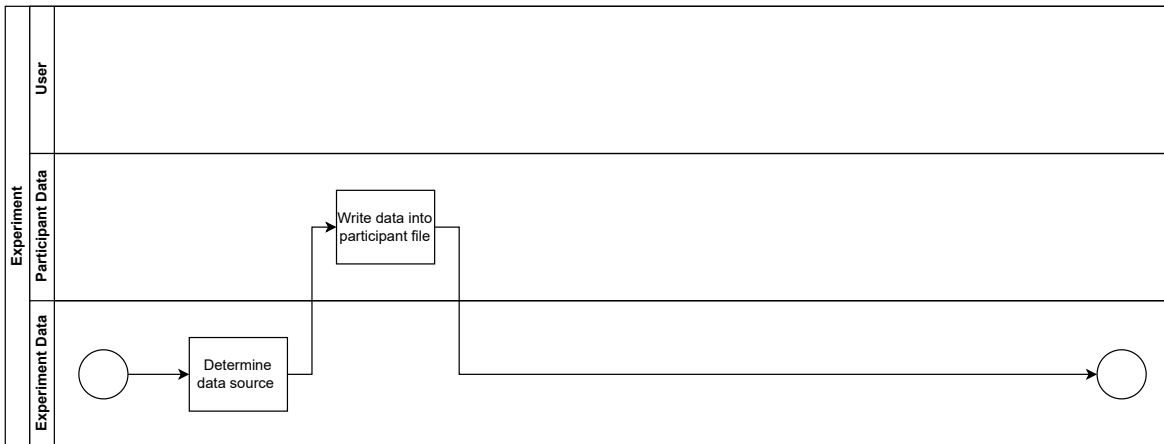 Experiment
User
Participant Data
Write data into
participant file
Experiment Data
Determine
data source